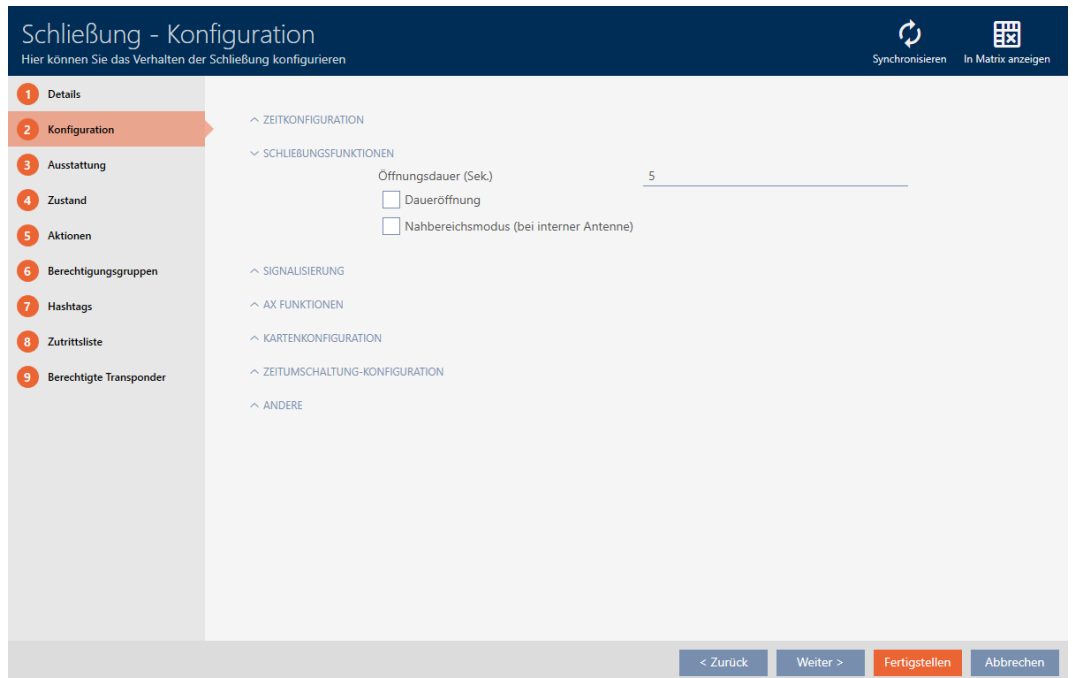 Schließung - Konfiguration
Hier können Sie das Verhalten der Schließung konfigurieren
Synchronisieren
In Matrix anzeigen
1 Details
2 Konfiguration
3 Ausstattung
4 Zustand
5 Aktionen
6 Berechtigungsgruppen
7 Hashtags
8 Zutrittsliste
9 Berechtigte Transponder
ZEITKONFIGURATION
SCHLIEßUNGSFUNKTIONEN
Öffnungsdauer (Sek.) 5
Daueröffnung
Nahbereichsmodus (bei interner Antenne)
SIGNALISIERUNG
AX FUNKTIONEN
KARTENKONFIGURATION
ZEITUMSCHALTUNG-KONFIGURATION
ANDERE
< Zurück
Weiter >
Fertigstellen
Abbrechen